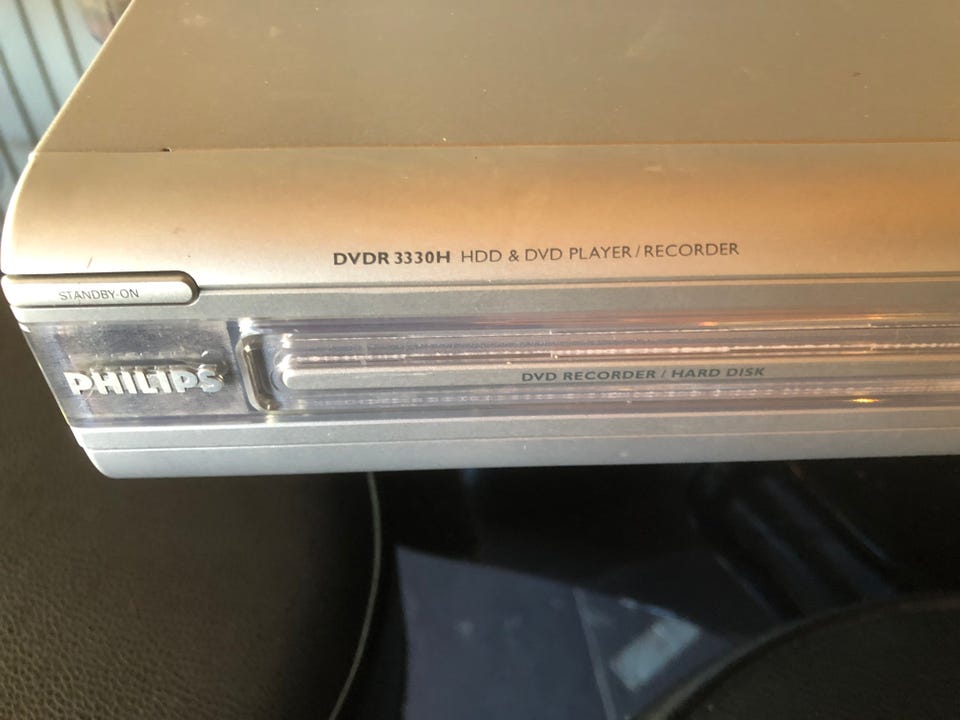 DVDR 3330H HDD & DVD PLAYER/RECORDER
STANDBY-ON
PHILIPS
DVD RECORDER / HARD DISK